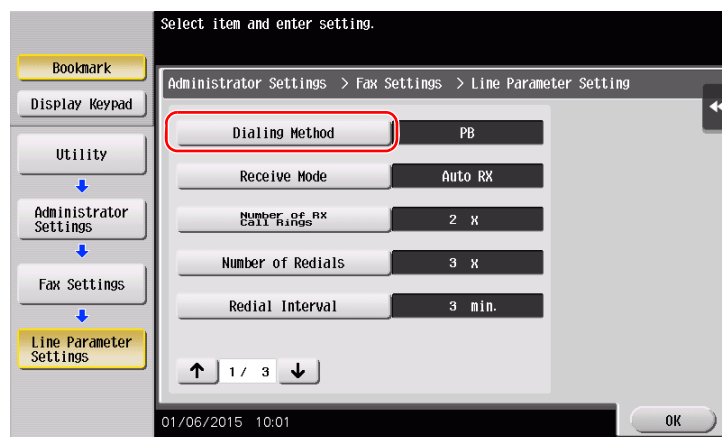 Select item and enter setting.
Bookmark
Display Keypad
Utility
Administrator
Settings
Fax Settings
Line Parameter
Settings
Administrator Settings > Fax Settings > Line Parameter Setting
Dialing Method PB
Receive Mode Auto RX
Number of RX
Call Rings 2 X
Number of Redials 3 X
Redial Interval 3 min.
↑ 1/ 3 ↓
01/06/2015 10:01
OK